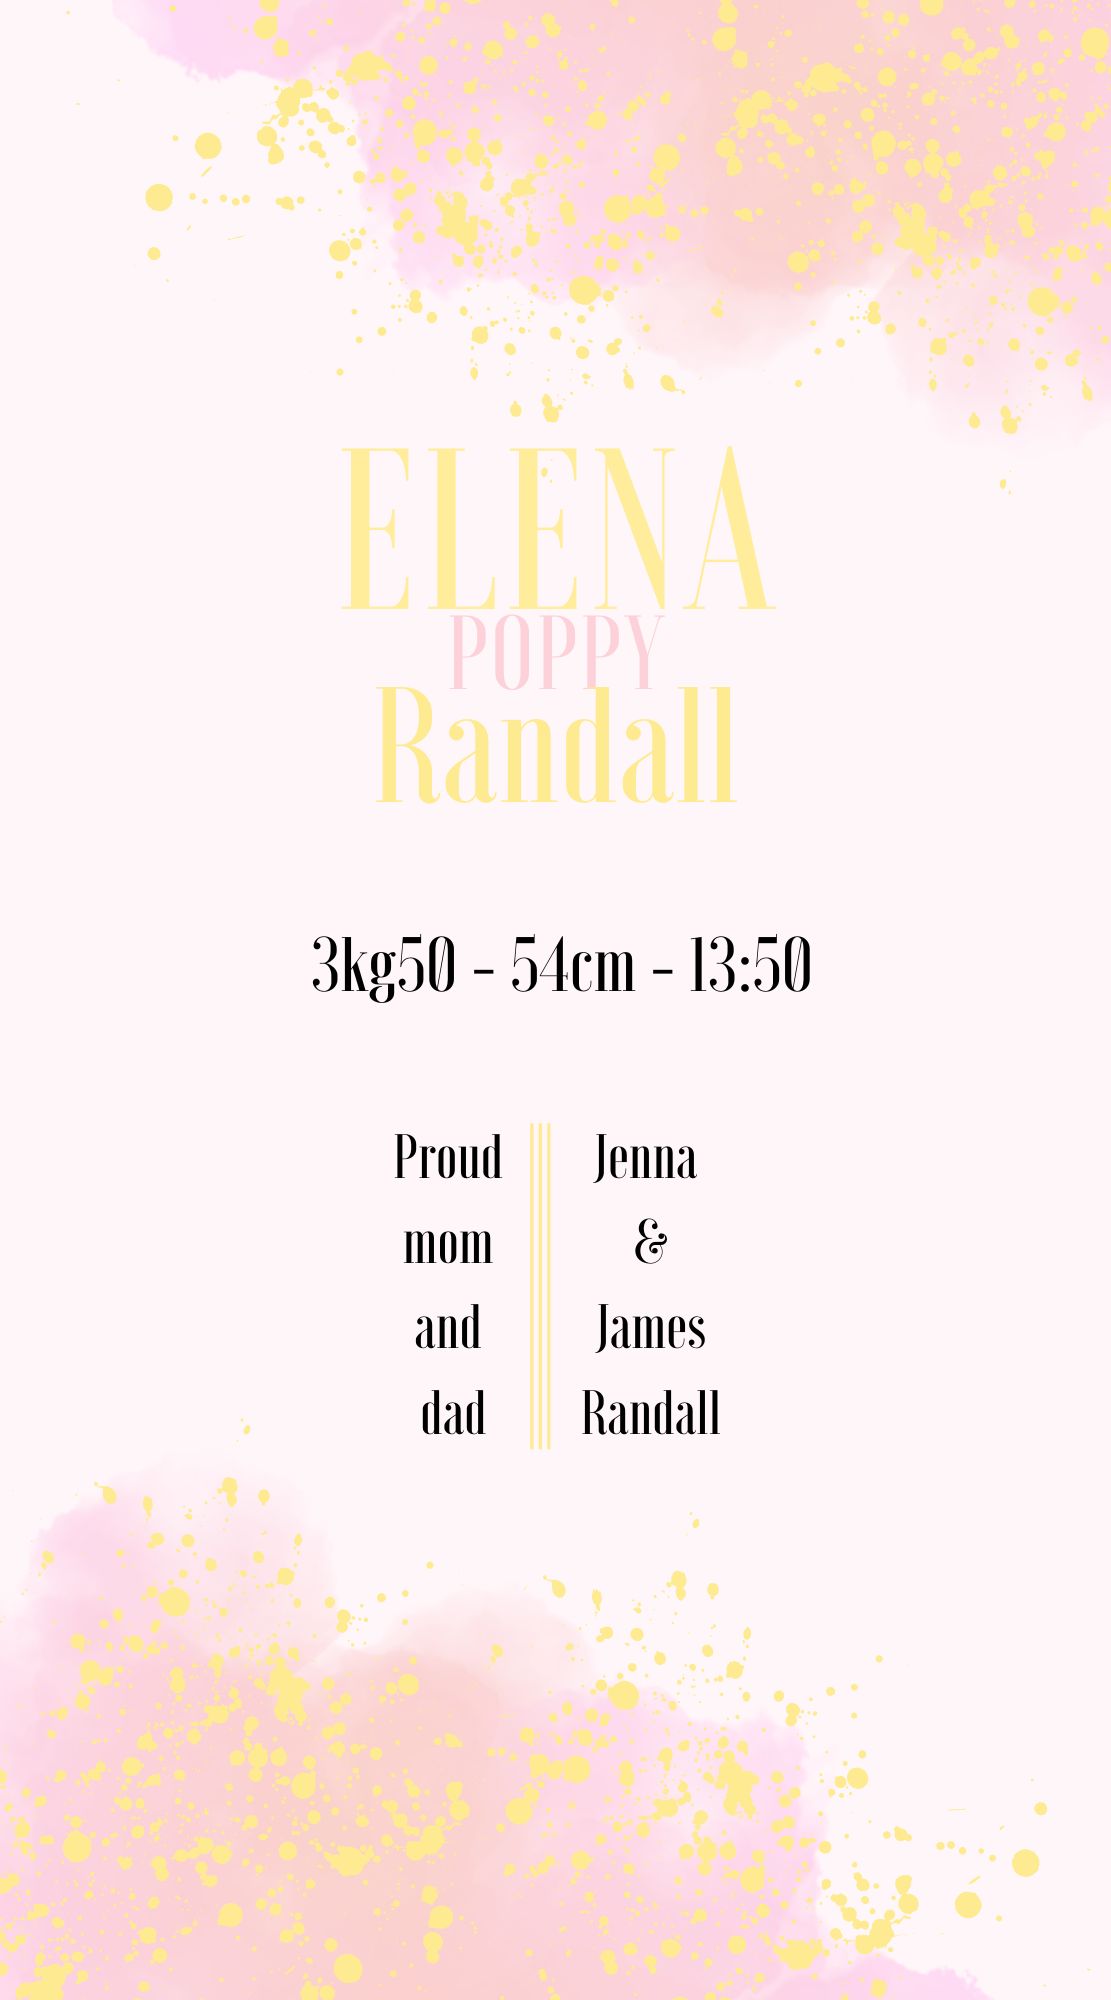 ELENA
POPPY
Randall
3kg50 - 54cm - 13:50
Proud
mom
and
dad
Jenna
&
James
Randall